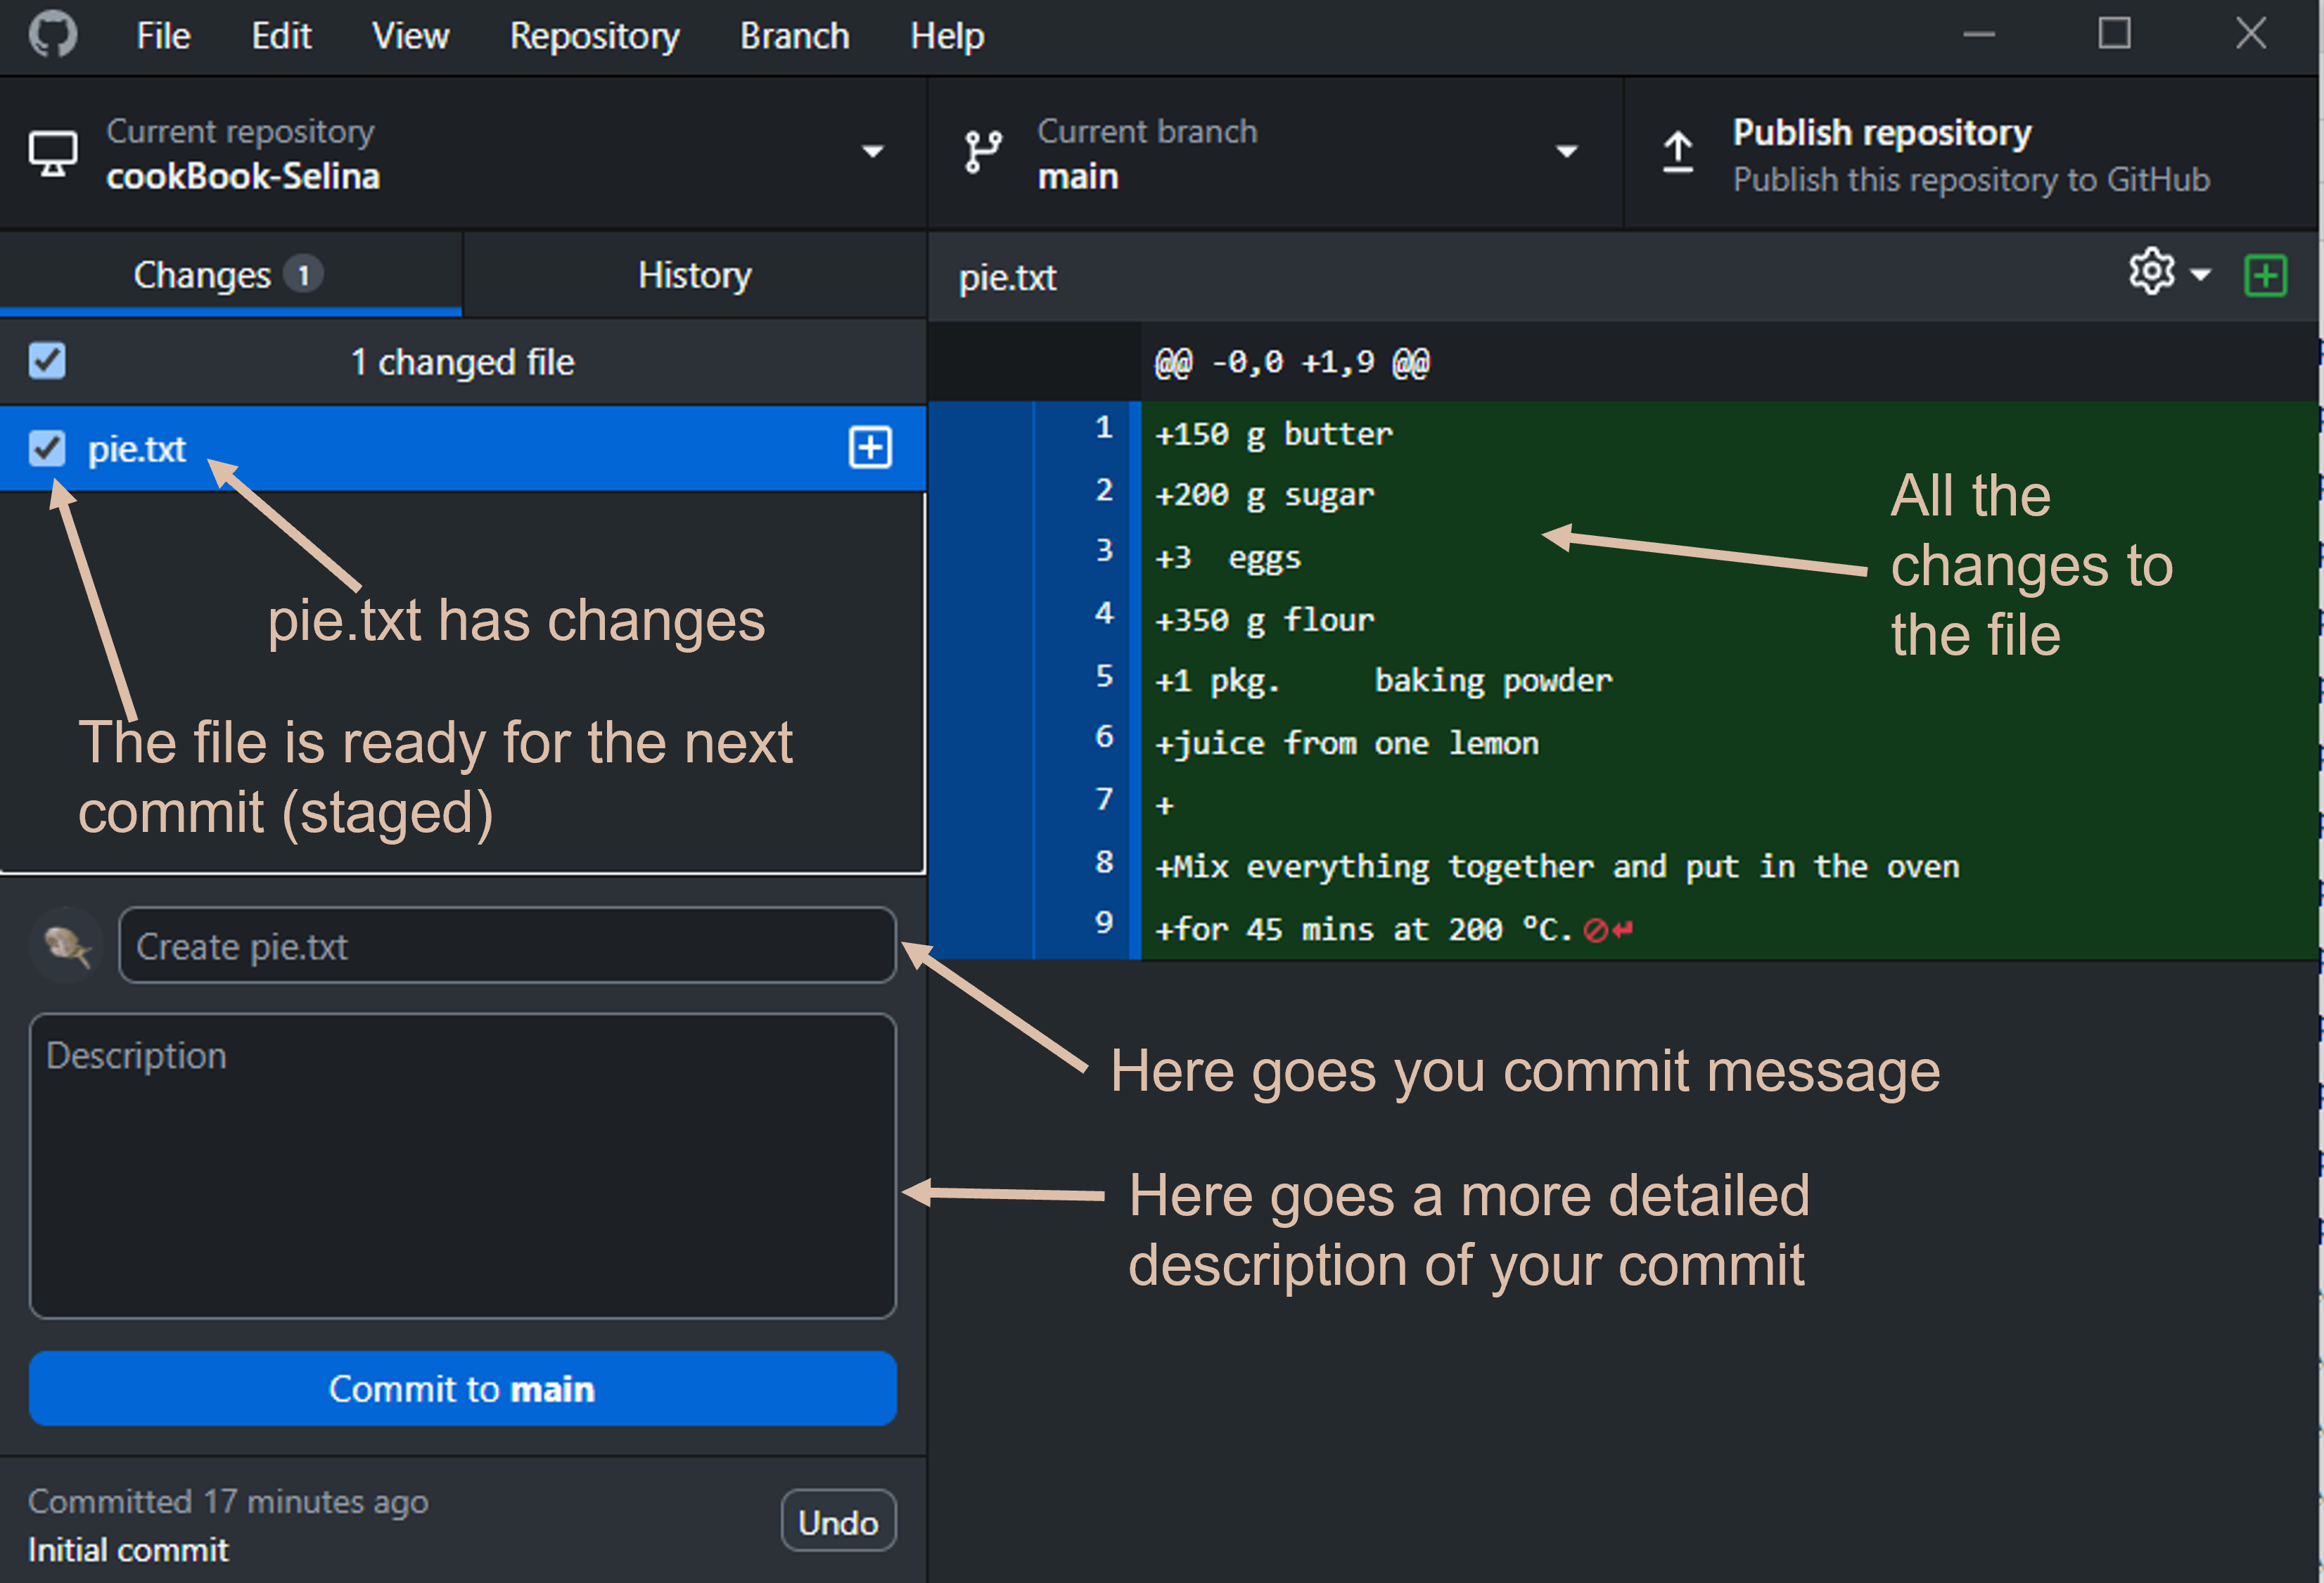 File Edit View Repository Branch Help
Current repository
cookBook-Selina
Current branch
main
Publish repository
Publish this repository to GitHub
Changes 1
History
1 changed file
pie.txt
pie.txt has changes
The file is ready for the next
commit (staged)
Create pie.txt
Description
Commit to main
Committed 17 minutes ago
Initial commit
Undo
pie.txt
@@ -0,0 +1,9 @@
1 +150 g butter
2 +200 g sugar
3 +3  eggs
4 +350 g flour
5 +1 pkg.     baking powder
6 +juice from one lemon
7 +
8 +Mix everything together and put in the oven
9 +for 45 mins at 200 °C.
All the
changes to
the file
Here goes you commit message
Here goes a more detailed
description of your commit